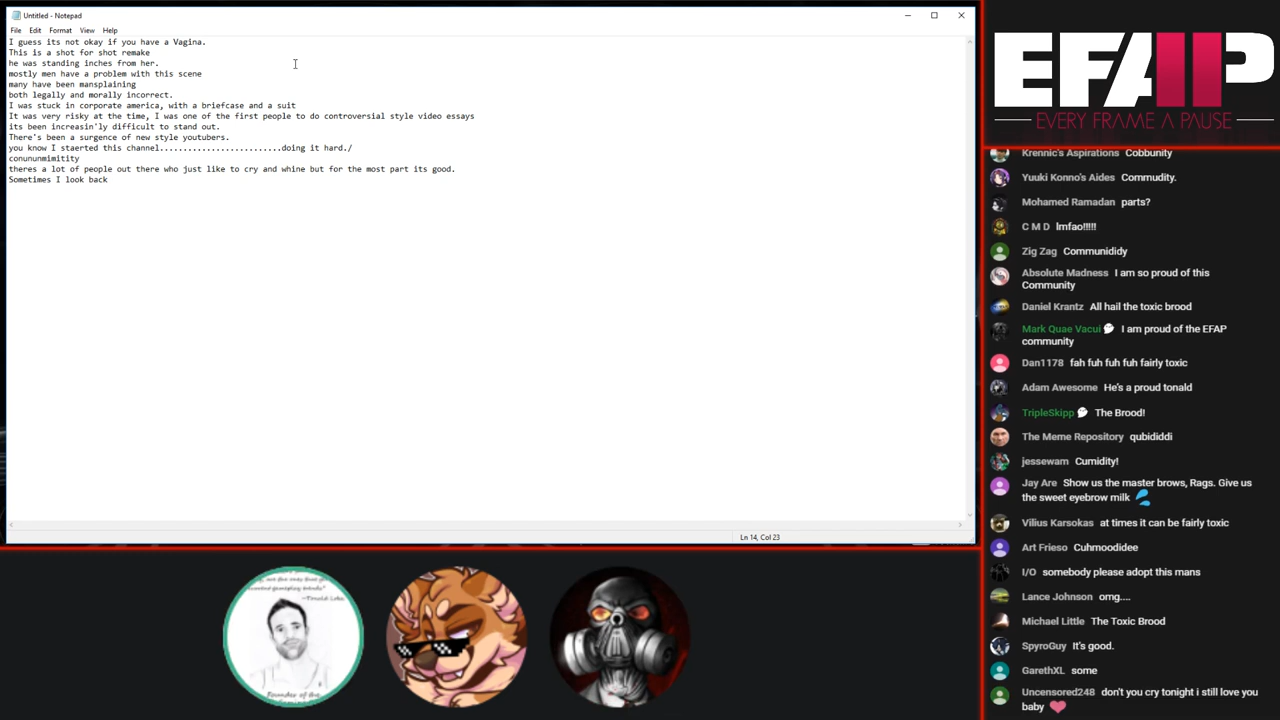 Untitled - Notepad
File Edit Format View Help
I guess its not okay if you have a Vagina.
This is a shot for shot remake
he was standing inches from her.
mostly men have a problem with this scene
many have been mansplaining
both legally and morally incorrect.
I was stuck in corporate america, with a briefcase and a suit
It was very risky at the time, I was one of the first people to do controversial style video essays
its been increasin'ly difficult to stand out.
There's been a surgence of new style youtubers.
you know I staerted this channel..........................doing it hard./
conununmimitity
theres a lot of people out there who just like to cry and whine but for the most part its good.
Sometimes I look back
Ln 14, Col 23
EFAP
EVERY FRAME A PAUSE
Krennic's Aspirations Cobbunity
Yuuki Konno's Aides Commudity.
Mohamed Ramadan parts?
C M D lmfao!!!!!
Zig Zag Communididy
Absolute Madness I am so proud of this
Community
Daniel Krantz All hail the toxic brood
Mark Quae Vacui I am proud of the EFAP
community
Dan1178 fah fuh fuh fuh fairly toxic
Adam Awesome He's a proud tonald
TripleSkipp The Brood!
The Meme Repository qubididdi
jessewam Cumidity!
Jay Are Show us the master brows, Rags. Give us
the sweet eyebrow milk
Vilius Karsokas at times it can be fairly toxic
Art Frieso Cuhmoodidee
I/O somebody please adopt this mans
Lance Johnson omg....
Michael Little The Toxic Brood
SpyroGuy It's good.
GarethXL some
Uncensored248 don't you cry tonight i still love you
baby
Founder of the